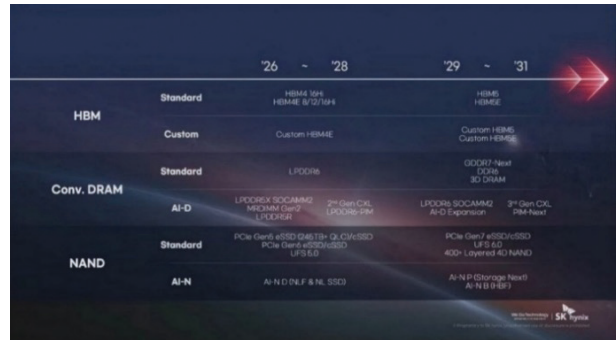 '26 ~ '28 '29 ~ '31
HBM
Standard
HBM4 16Hi
HBM4E 8/12/16Hi
HBM5
HBM5E
Custom
Custom HBM4E
Custom HBM5
Custom HBM5E
Conv. DRAM
Standard
LPDDR6
GDDR7-Next
DDR6
3D DRAM
AI-D
LPDDR5X SOCAMM2
MRDIMM Gen2
LPDDR5R
2nd Gen CXL
LPDDR6-PIM
LPDDR6 SOCAMM2
AI-D Expansion
3rd Gen CXL
PIM-Next
NAND
Standard
PCIe Gen5 eSSD (245TB+ QLC)/cSSD
PCIe Gen6 eSSD/cSSD
UFS 5.0
PCIe Gen7 eSSD/cSSD
UFS 6.0
400+ Layered 4D NAND
AI-N
AI-N D (NLF & NL SSD)
AI-N P (Storage Next)
AI-N B (HBF)
SK hynix